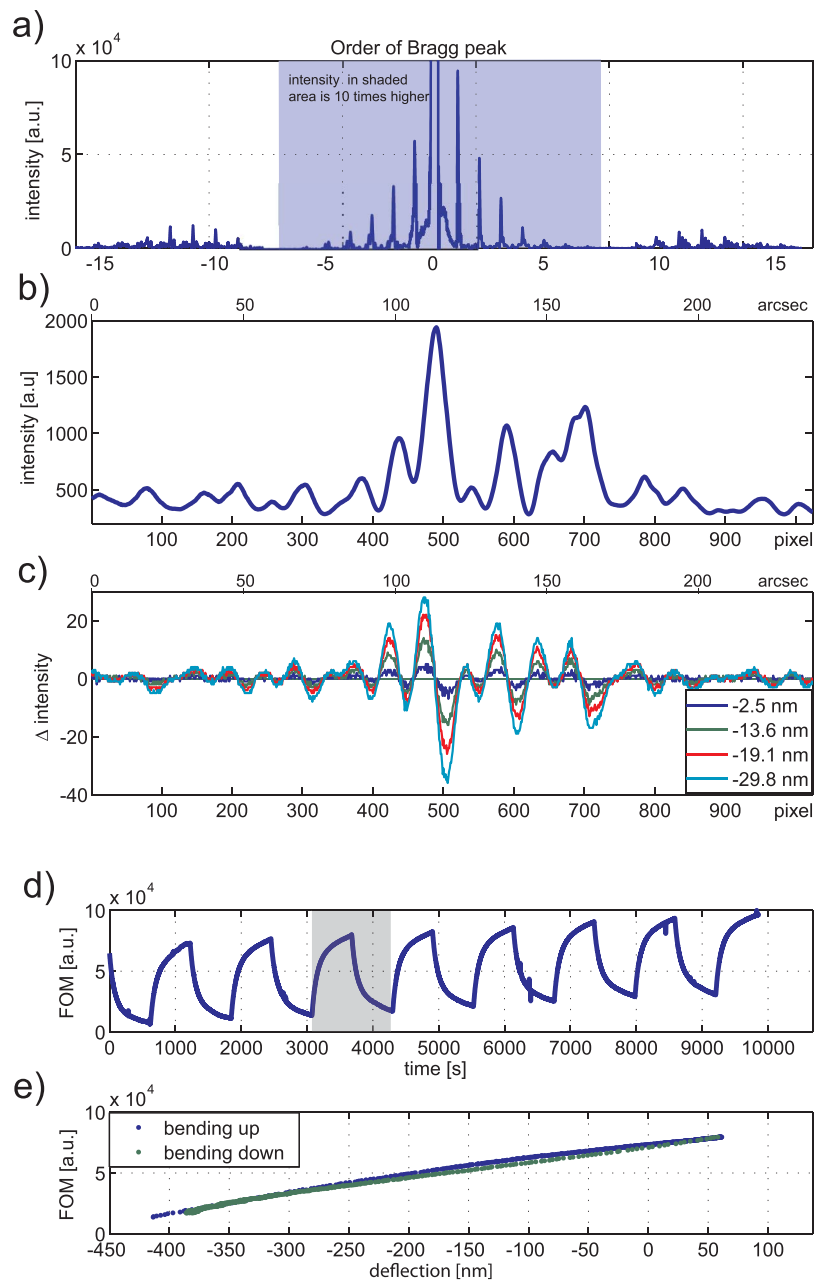 a)
x 10⁴
Order of Bragg peak
10
5
0
intensity [a.u.]
intensity in shaded
area is 10 times higher
-15 -10 -5 0 5 10 15
b)
0 50 100 150 200 arcsec
2000
1500
1000
500
intensity [a.u]
100 200 300 400 500 600 700 800 900 pixel
c)
0 50 100 150 200 arcsec
20
0
-20
-40
Δ intensity
-2.5 nm
-13.6 nm
-19.1 nm
-29.8 nm
100 200 300 400 500 600 700 800 900 pixel
d)
x 10⁴
10
5
0
FOM [a.u.]
0 1000 2000 3000 4000 5000 6000 7000 8000 9000 10000
time [s]
e)
x 10⁴
10
5
0
FOM [a.u.]
bending up
bending down
-450 -400 -350 -300 -250 -200 -150 -100 -50 0 50 100
deflection [nm]